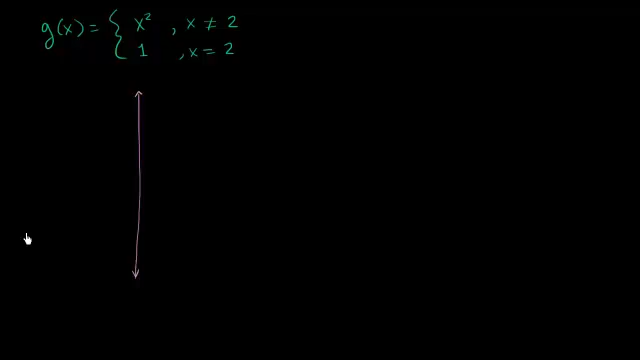 g(x) = { x² , x ≠ 2
1 , x = 2